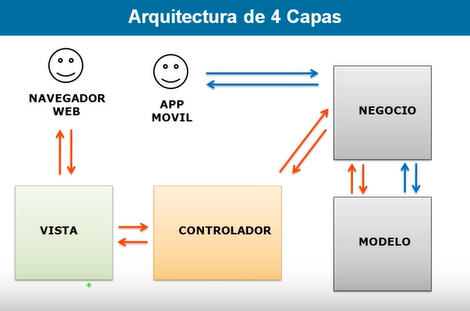 Arquitectura de 4 Capas
NAVEGADOR
WEB
APP
MOVIL
NEGOCIO
VISTA
CONTROLADOR
MODELO